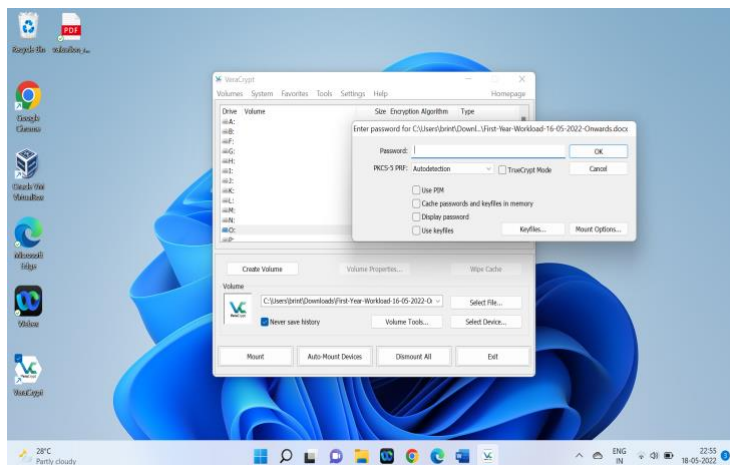 PDF
Recycle Bin
Google
Chrome
Oracle VM
VirtualBox
Microsoft
Edge
Webex
VeraCrypt
VeraCrypt
Volumes System Favorites Tools Settings Help Homepage
Drive Volume Size Encryption Algorithm Type
A:
B:
F:
G:
H:
I:
J:
K:
L:
M:
N:
O:
P:
Enter password for C:\Users\brint\Downl...\First-Year-Workload-16-05-2022-Onwards.docx
Password:
OK
PKCS-5 PRF: Autodetection TrueCrypt Mode
Cancel
Use PIM
Cache passwords and keyfiles in memory
Display password
Use keyfiles
Keyfiles...
Mount Options...
Create Volume
Volume Properties...
Wipe Cache
Volume
C:\Users\brint\Downloads\First-Year-Workload-16-05-2022-O
Select File...
Never save history
Volume Tools...
Select Device...
Mount
Auto-Mount Devices
Dismount All
Exit
28°C
Partly cloudy
ENG
IN
22:55
18-05-2022
3